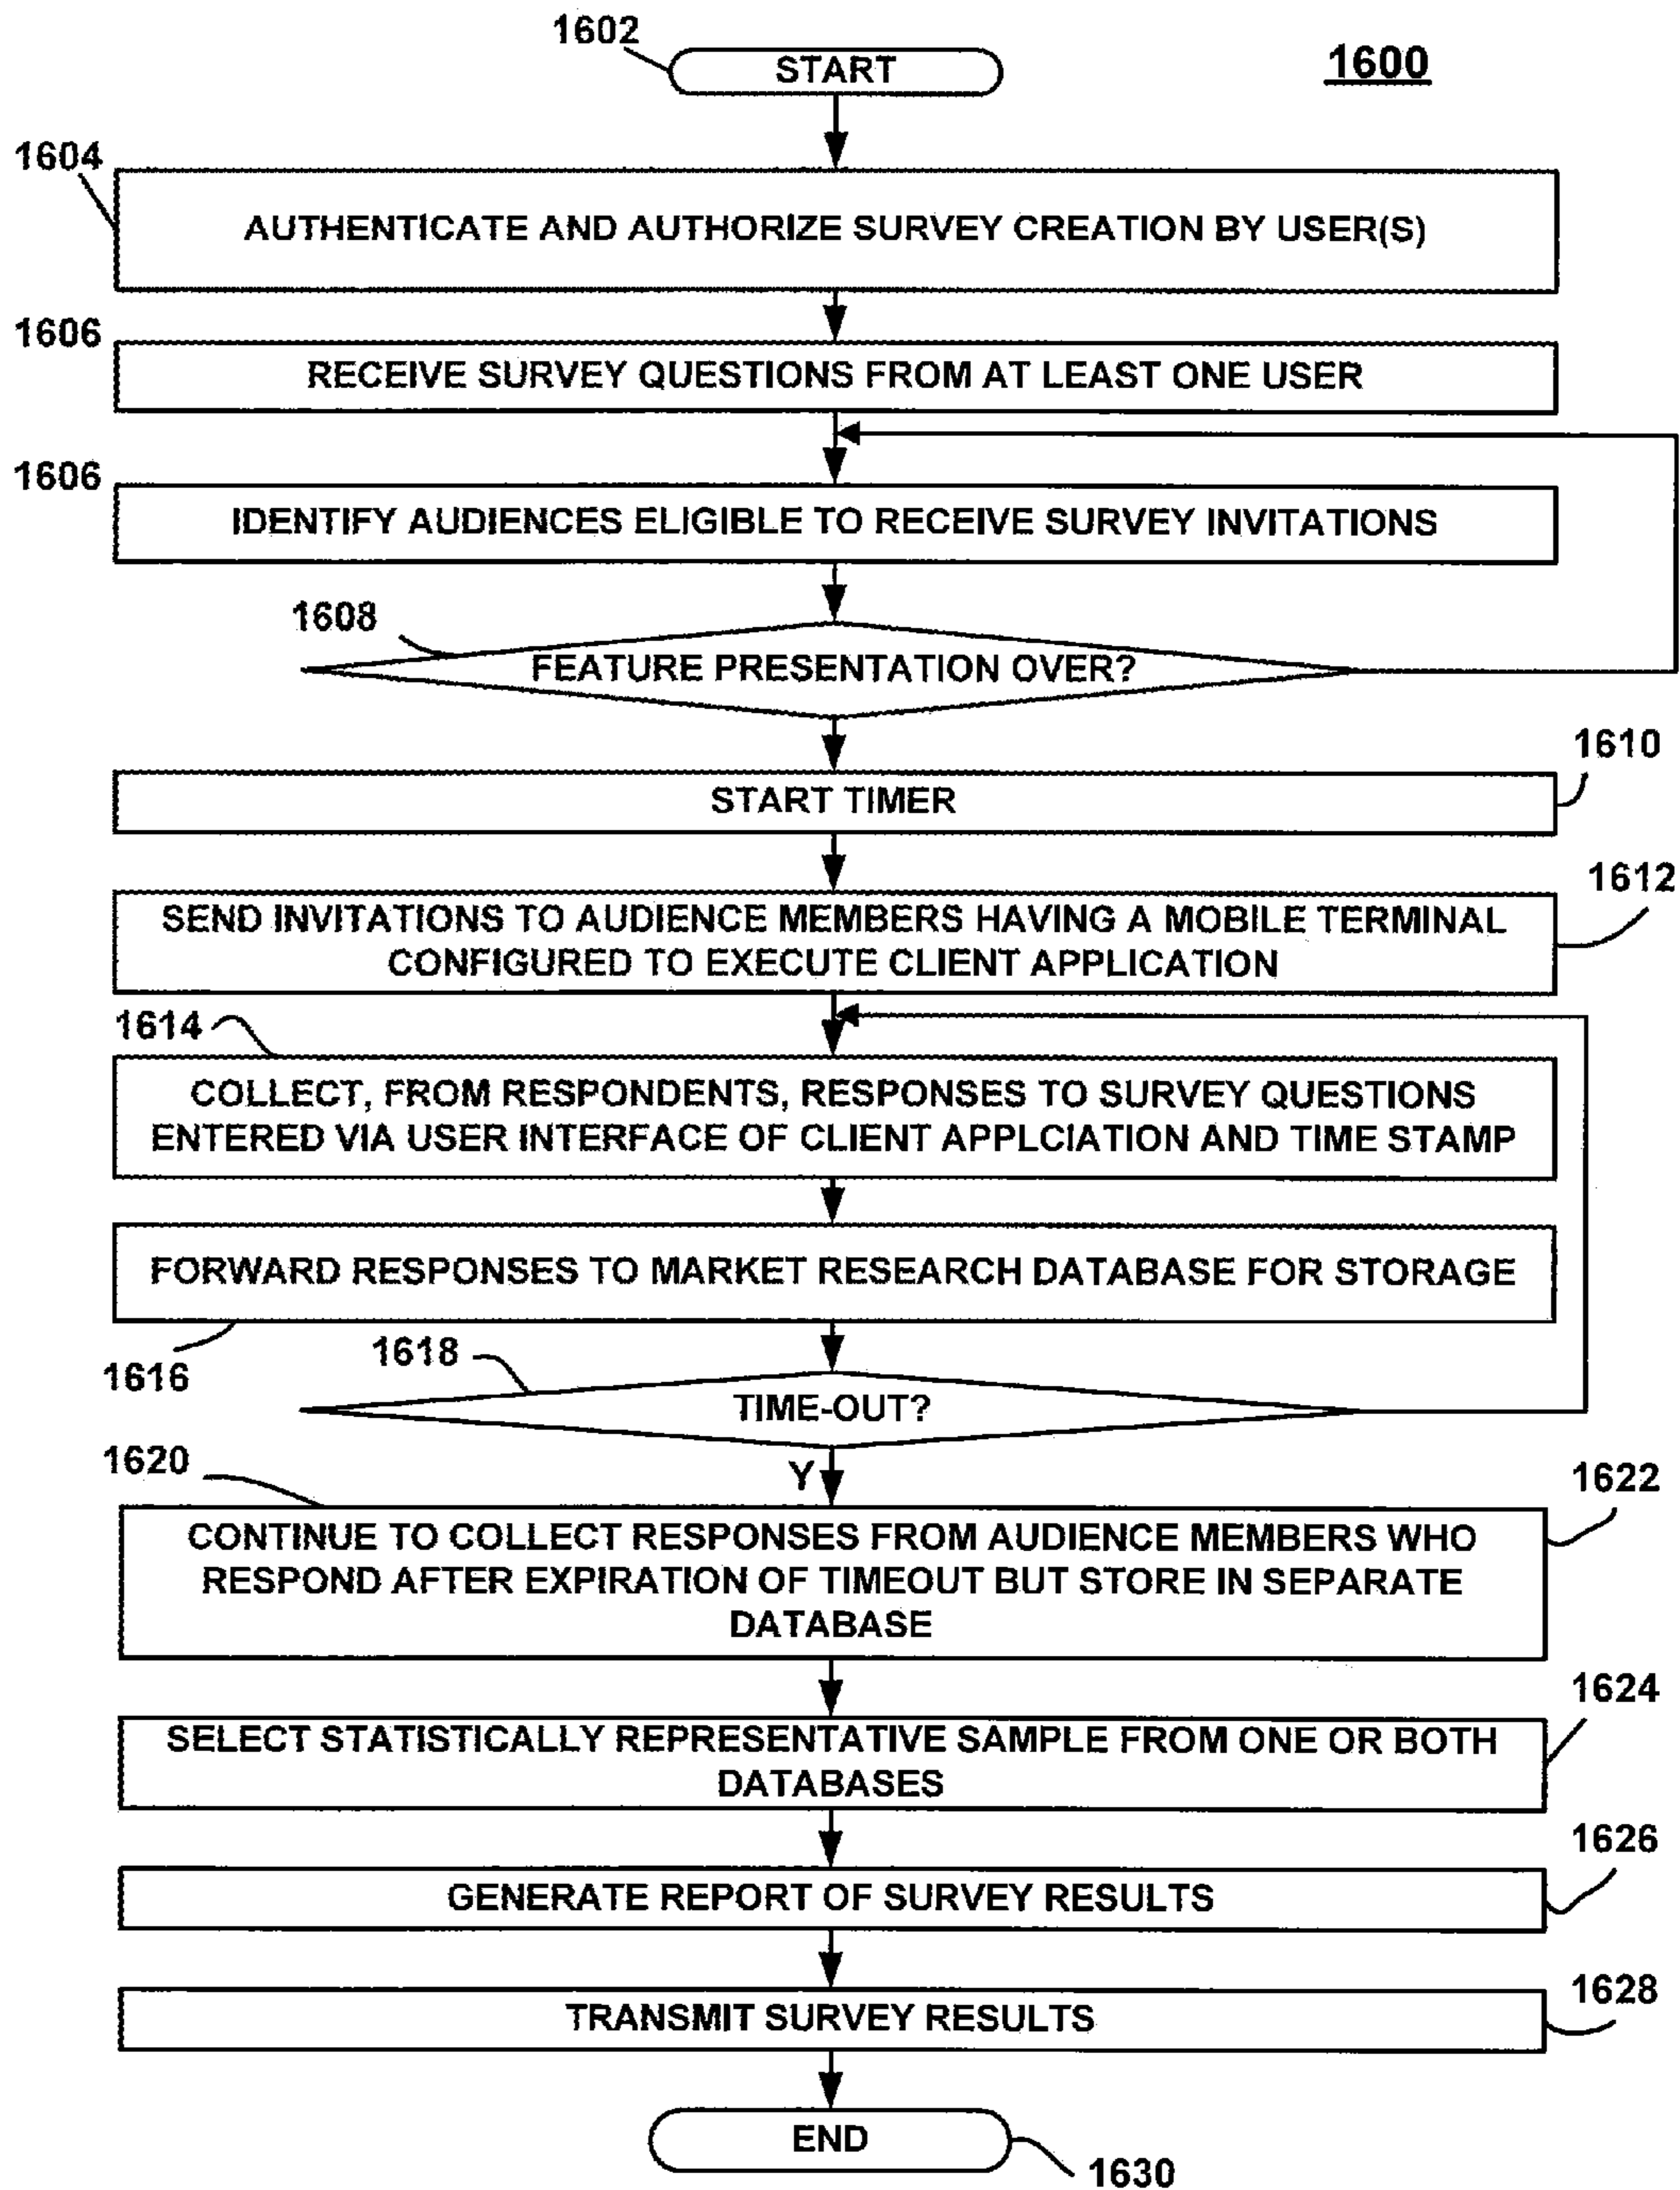 1602
START
1600
1604
AUTHENTICATE AND AUTHORIZE SURVEY CREATION BY USER(S)
1606
RECEIVE SURVEY QUESTIONS FROM AT LEAST ONE USER
1606
IDENTIFY AUDIENCES ELIGIBLE TO RECEIVE SURVEY INVITATIONS
1608
FEATURE PRESENTATION OVER?
1610
START TIMER
1612
SEND INVITATIONS TO AUDIENCE MEMBERS HAVING A MOBILE TERMINAL
CONFIGURED TO EXECUTE CLIENT APPLICATION
1614
COLLECT, FROM RESPONDENTS, RESPONSES TO SURVEY QUESTIONS
ENTERED VIA USER INTERFACE OF CLIENT APPLCIATION AND TIME STAMP
FORWARD RESPONSES TO MARKET RESEARCH DATABASE FOR STORAGE
1616
1618
TIME-OUT?
Y
1620
1622
CONTINUE TO COLLECT RESPONSES FROM AUDIENCE MEMBERS WHO
RESPOND AFTER EXPIRATION OF TIMEOUT BUT STORE IN SEPARATE
DATABASE
1624
SELECT STATISTICALLY REPRESENTATIVE SAMPLE FROM ONE OR BOTH
DATABASES
1626
GENERATE REPORT OF SURVEY RESULTS
1628
TRANSMIT SURVEY RESULTS
END
1630